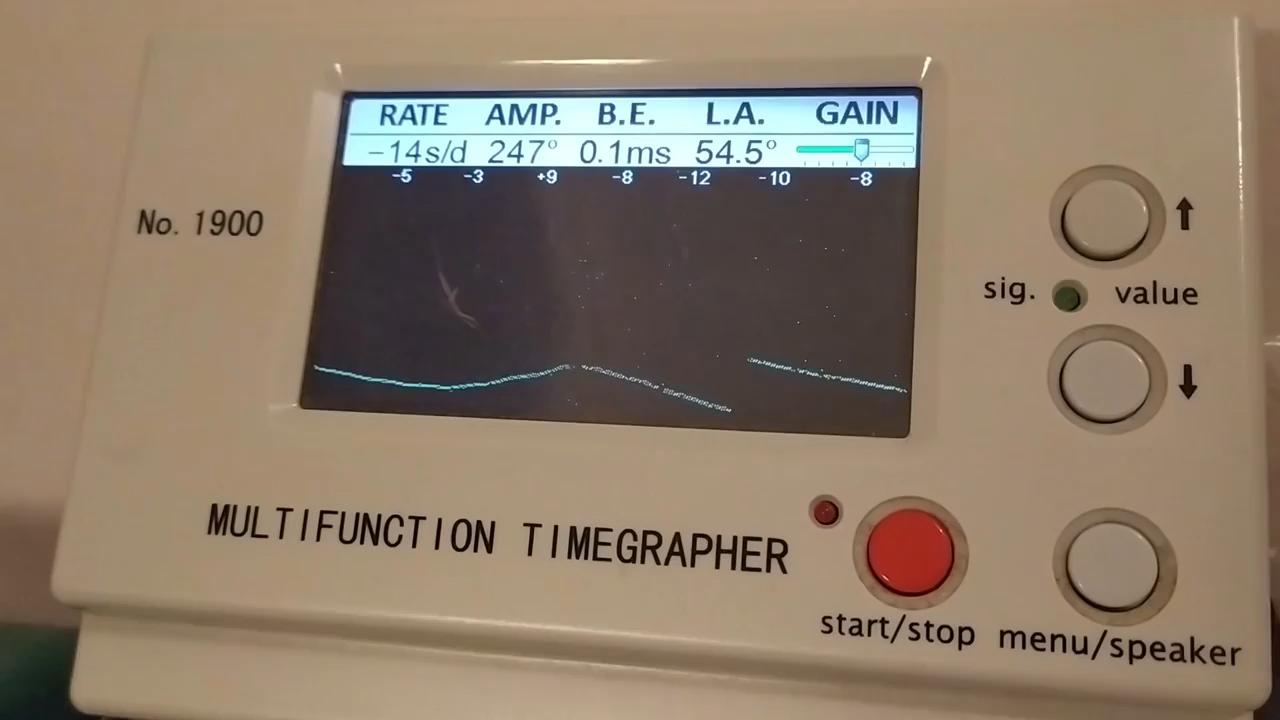 RATE AMP. B.E. L.A. GAIN
-14s/d 247° 0.1ms 54.5°
-5 -3 +9 -8 -12 -10 -8
No. 1900
↑
sig. value
↓
MULTIFUNCTION TIMEGRAPHER
start/stop menu/speaker